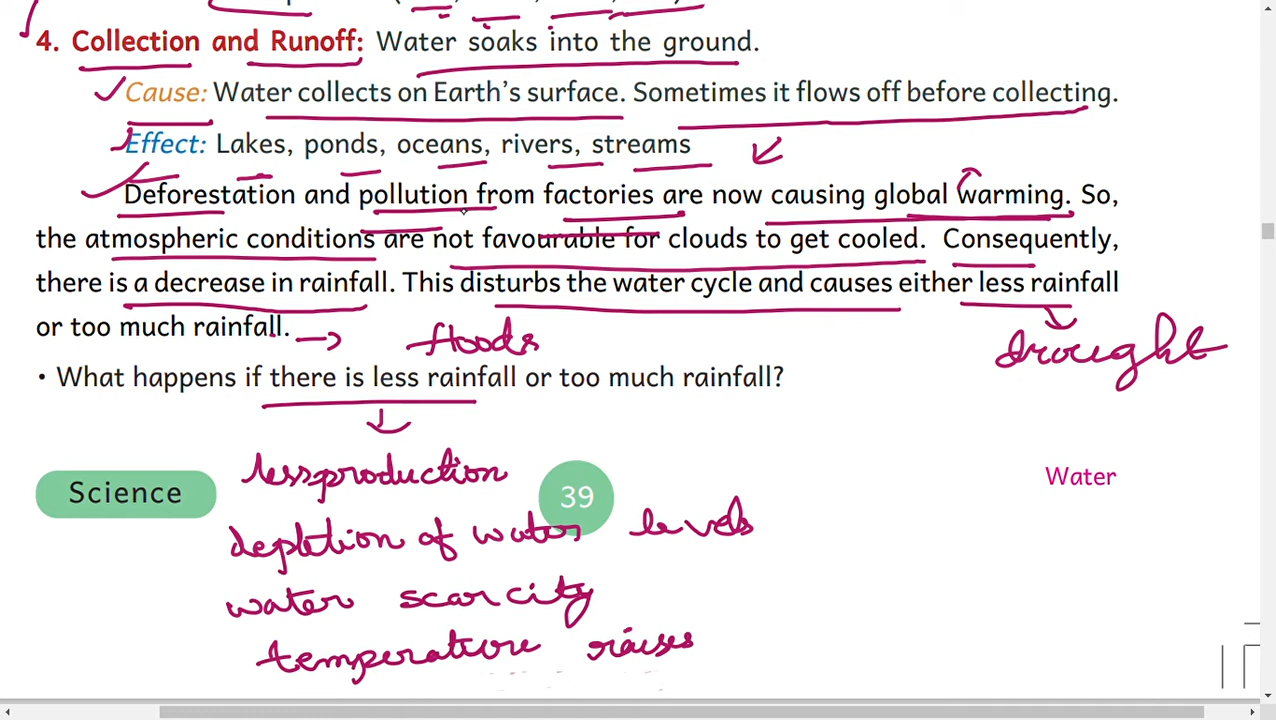 4. Collection and Runoff: Water soaks into the ground.
Cause: Water collects on Earth's surface. Sometimes it flows off before collecting.
Effect: Lakes, ponds, oceans, rivers, streams
Deforestation and pollution from factories are now causing global warming. So,
the atmospheric conditions are not favourable for clouds to get cooled. Consequently,
there is a decrease in rainfall. This disturbs the water cycle and causes either less rainfall
or too much rainfall. → floods
drought
• What happens if there is less rainfall or too much rainfall?
less production
Science 39 Water
depletion of water levels
water scarcity
temperature raises